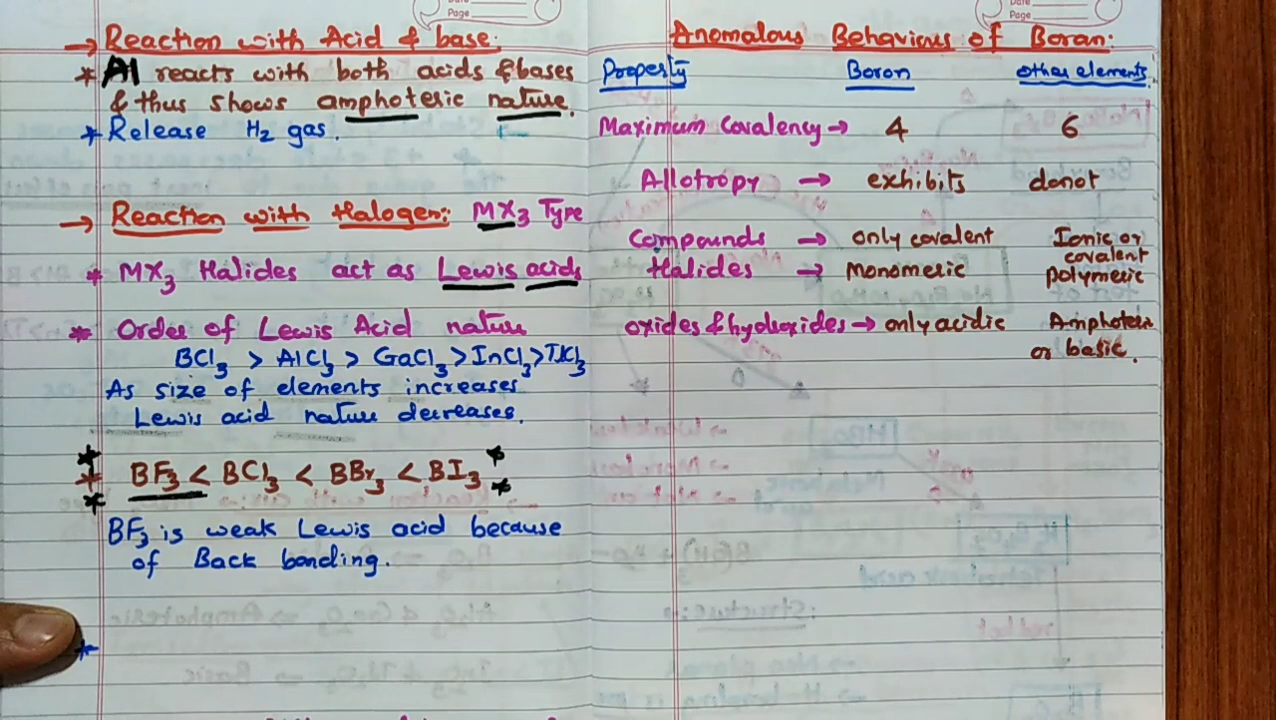 Page
→ Reaction with Acid & base:
* Al reacts with both acids & bases
& thus shows amphoteric nature.
* Release H₂ gas.
→ Reaction with Halogen: MX₃ Type
* MX₃ Halides act as Lewis acids
* Order of Lewis Acid nature
BCl₃ > AlCl₃ > GaCl₃ > InCl₃ > TlCl₃
As size of elements increases
Lewis acid nature decreases.
* BF₃ < BCl₃ < BBr₃ < BI₃ *
BF₃ is weak Lewis acid because
of Back bonding.
*
Page
Anomalous Behaviour of Boran:
Property Boron other elements
Maximum Covalency → 4 6
Allotropy → exhibits donot
Compounds → only covalent Ionic or
covalent
Halides → Monomeric polymeric
oxides & hydroxides → only acidic Amphoteric
or basic.